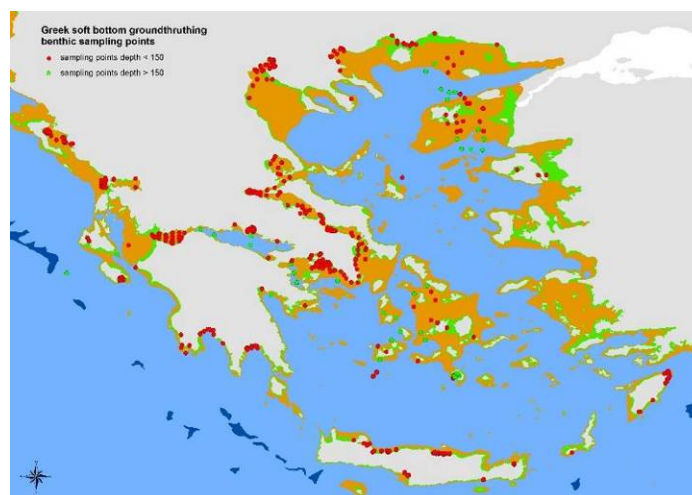 Greek soft bottom groundthruthing
benthic sampling points
sampling points depth < 150
sampling points depth > 150